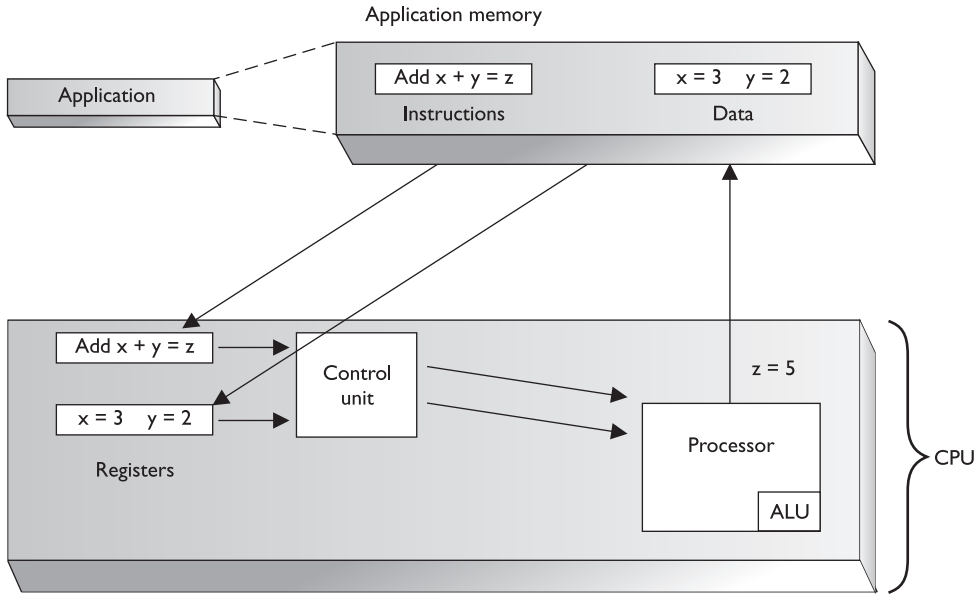 Application memory
Application
Add x + y = z
x = 3 y = 2
Instructions
Data
Add x + y = z
x = 3 y = 2
Registers
Control
unit
z = 5
Processor
ALU
CPU